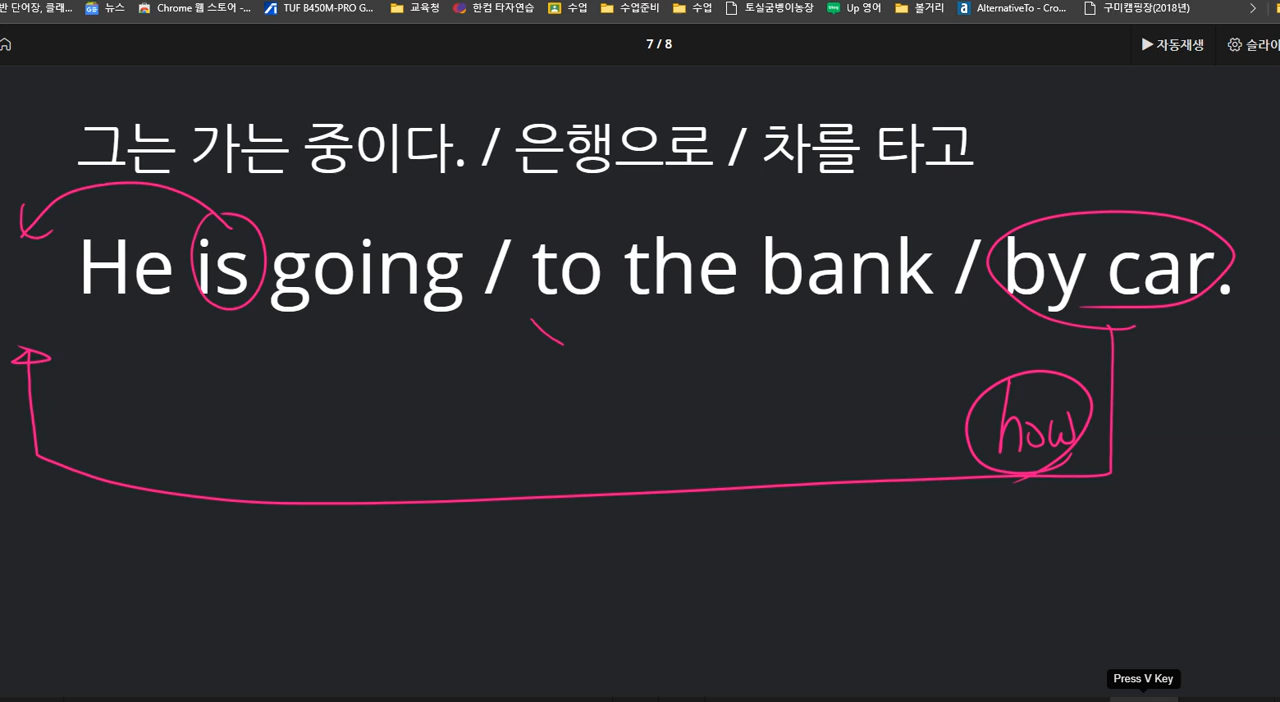 반 단어장, 클래... 뉴스 Chrome 웹 스토어 -... TUF B450M-PRO G... 교육청 한컴 타자연습 수업 수업준비 수업 토실굼벵이농장 Up 영어 볼거리 AlternativeTo - Cro... 구미캠핑장(2018년)
7 / 8 자동재생 슬라이
그는 가는 중이다. / 은행으로 / 차를 타고
He is going / to the bank / by car.
how
Press V Key